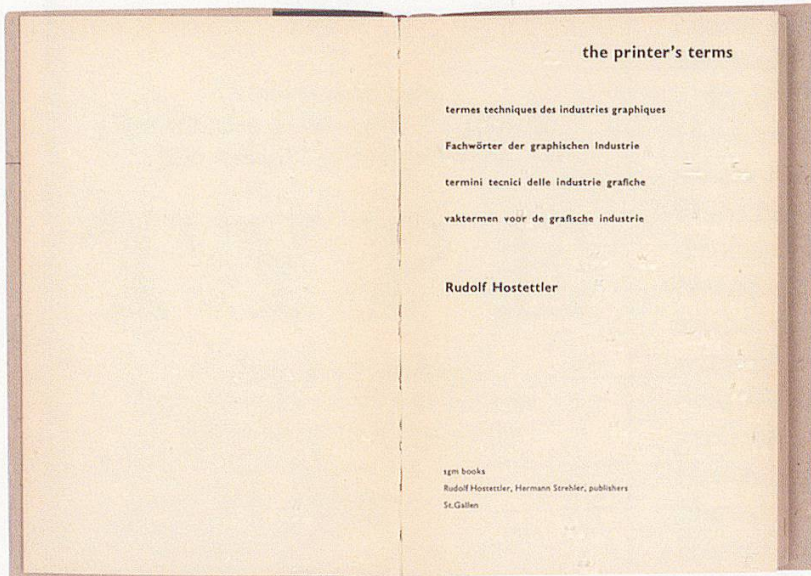 the printer's terms
termes techniques des industries graphiques
Fachwörter der graphischen Industrie
termini tecnici delle industrie grafiche
vaktermen voor de grafische industrie
Rudolf Hostettler
sgm books
Rudolf Hostettler, Hermann Strehler, publishers
St.Gallen